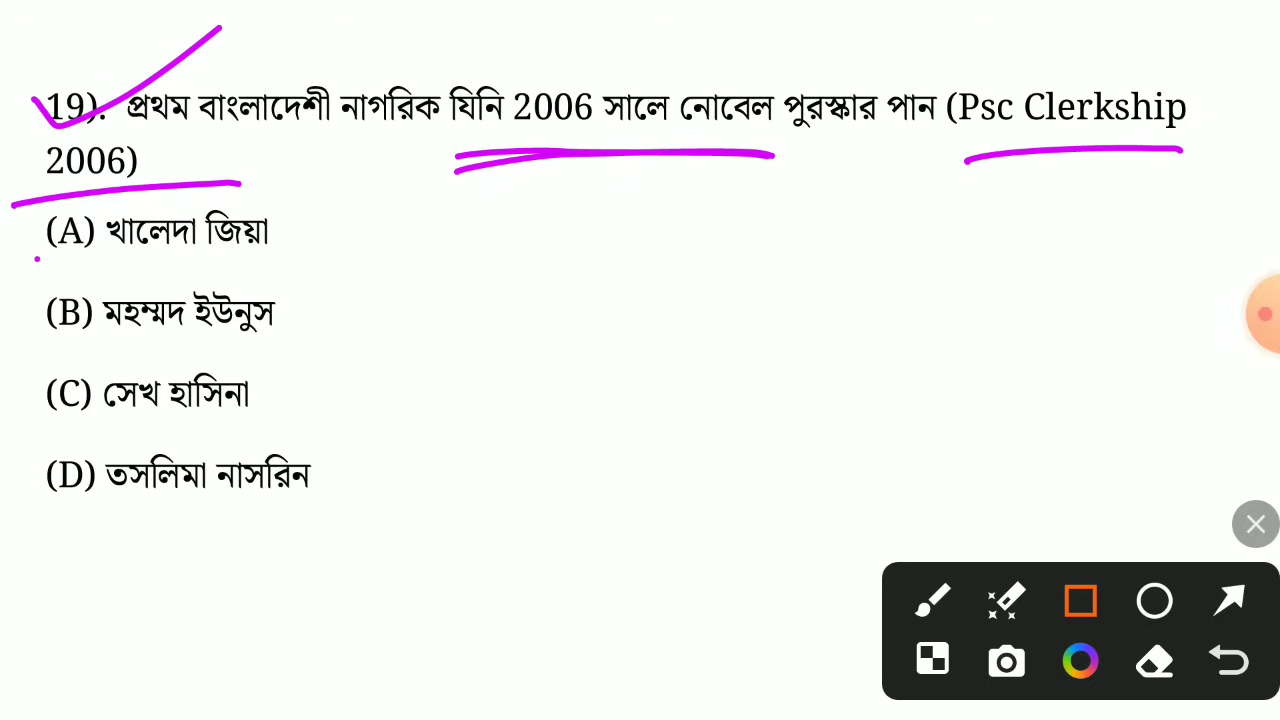 19). প্রথম বাংলাদেশী নাগরিক যিনি 2006 সালে নোবেল পুরস্কার পান (Psc Clerkship
2006)
(A) খালেদা জিয়া
(B) মহম্মদ ইউনুস
(C) সেখ হাসিনা
(D) তসলিমা নাসরিন